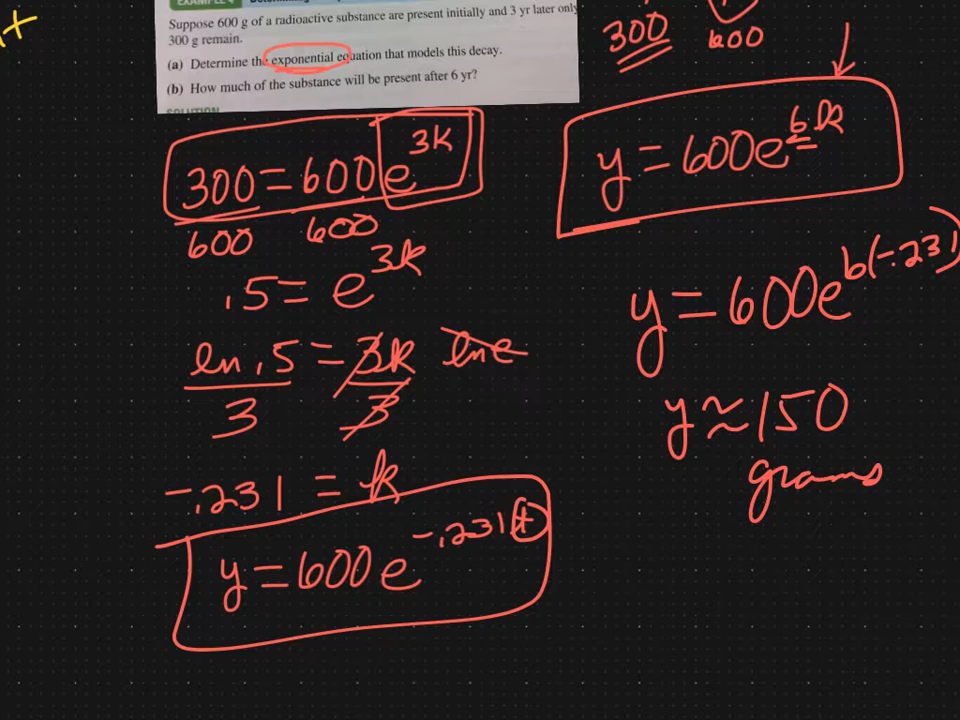 Suppose 600 g of a radioactive substance are present initially and 3 yr later only
300 g remain.
(a) Determine the exponential equation that models this decay.
(b) How much of the substance will be present after 6 yr?
SOLUTION
300 = 600 e^{3k}
600 600
.5 = e^{3k}
ln .5 = 3k ln e
3 3
-.231 = k
y = 600 e^{-.231t}
300 600
y = 600e^{6k}
y = 600e^{6(-.231)}
y ≈ 150
grams